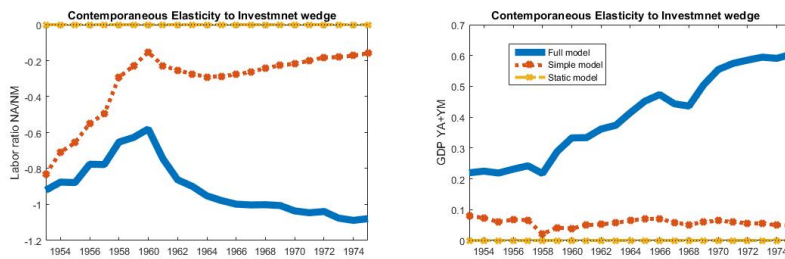 Contemporaneous Elasticity to Investmnet wedge
Labor ratio NA/NM
0
-0.2
-0.4
-0.6
-0.8
-1
-1.2
1954 1956 1958 1960 1962 1964 1966 1968 1970 1972 1974
Contemporaneous Elasticity to Investmnet wedge
GDP YA+YM
0.7
0.6
0.5
0.4
0.3
0.2
0.1
0
Full model
Simple model
Static model
1954 1956 1958 1960 1962 1964 1966 1968 1970 1972 1974